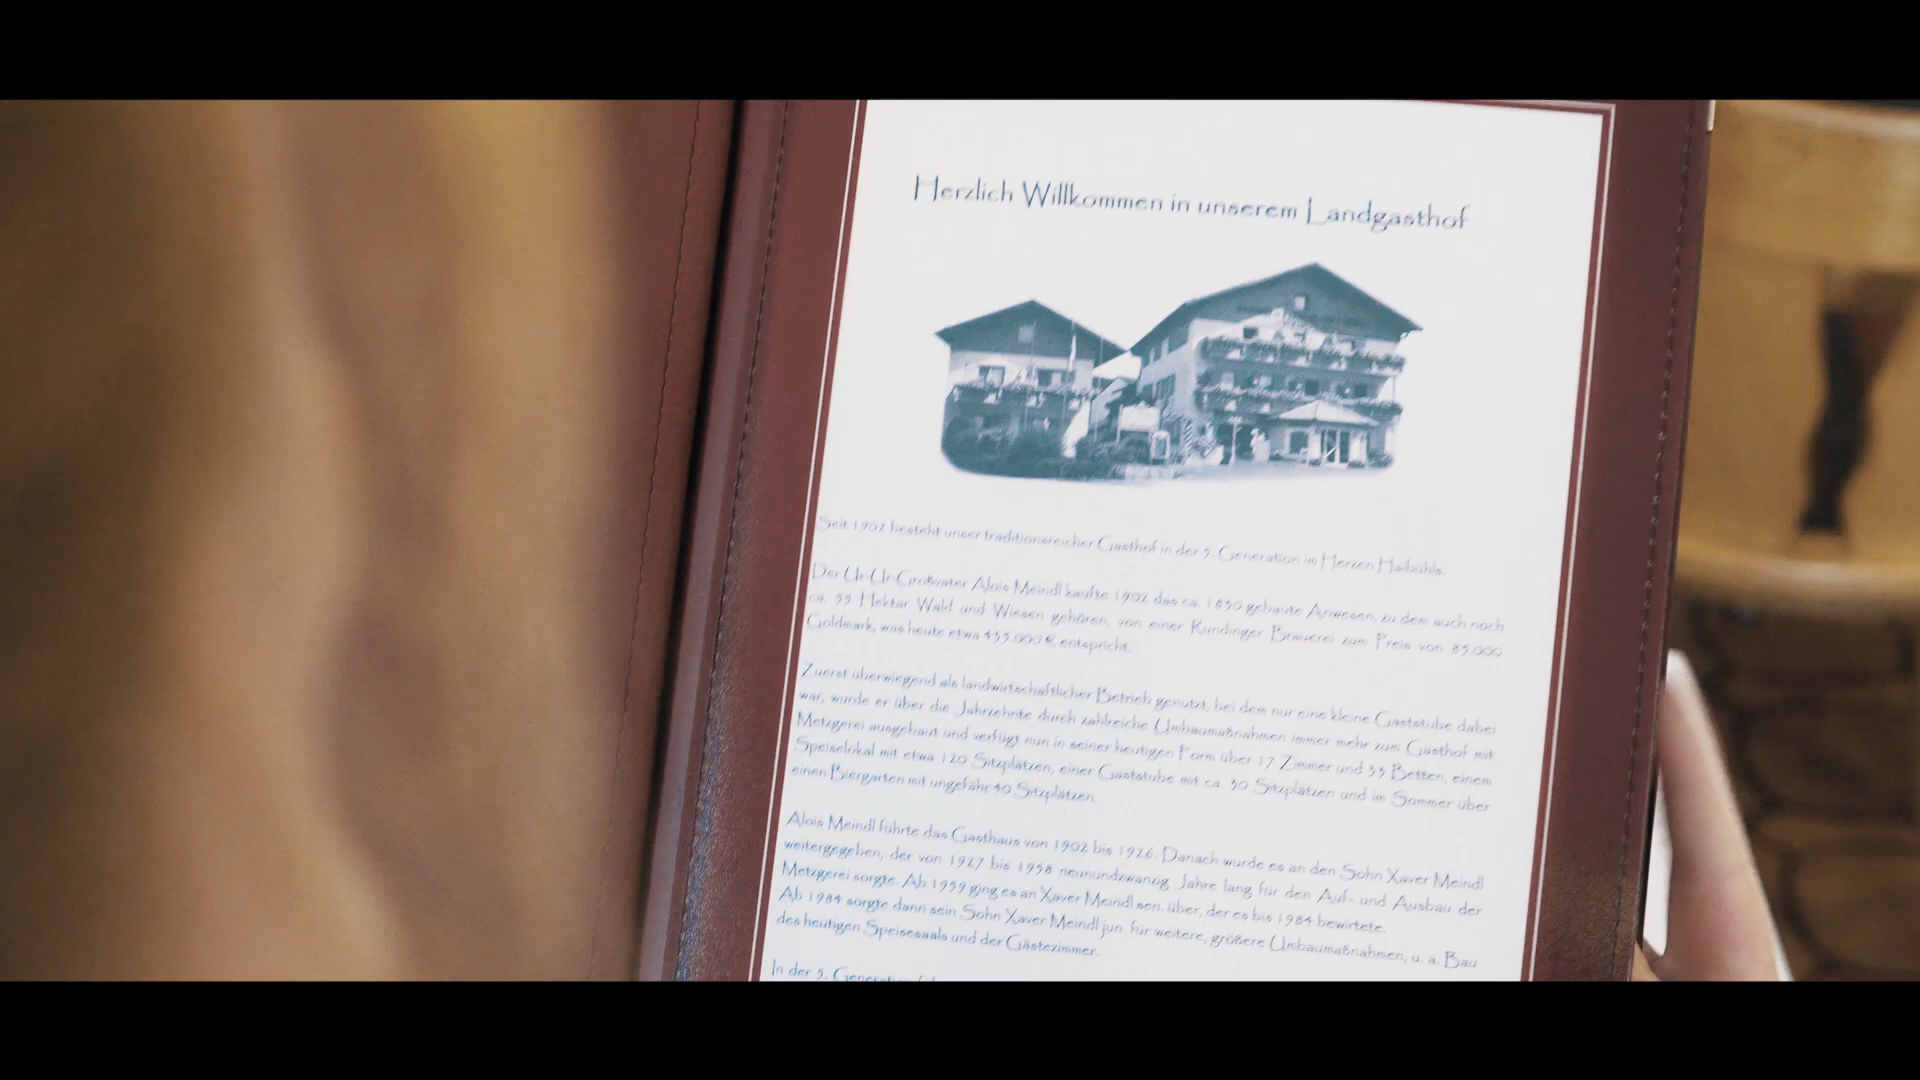 Herzlich Willkommen in unserem Landgasthof
Seit 1902 besteht unser traditionsreicher Gasthof in der 5. Generation im Herzen Haibühls.
Der Ur-Ur-Großvater Alois Meindl kaufte 1902 das ca. 1850 gebaute Anwesen, zu dem auch noch
ca. 55 Hektar Wald und Wiesen gehören, von einer Kundinger Brauerei zum Preis von 85.000
Goldmark, was heute etwa 435.000 € entspricht.
Zuerst überwiegend als landwirtschaftlicher Betrieb genutzt, bei dem nur eine kleine Gaststube dabei
war, wurde er über die Jahrzehnte durch zahlreiche Umbaumaßnahmen immer mehr zum Gasthof mit
Metzgerei ausgebaut und verfügt nun in seiner heutigen Form über 17 Zimmer und 33 Betten, einem
Speiselokal mit etwa 120 Sitzplätzen, einer Gaststube mit ca. 30 Sitzplätzen und im Sommer über
einen Biergarten mit ungefähr 40 Sitzplätzen.
Alois Meindl führte das Gasthaus von 1902 bis 1926. Danach wurde es an den Sohn Xaver Meindl
weitergegeben, der von 1927 bis 1958 neunundzwanzig Jahre lang für den Auf- und Ausbau der
Metzgerei sorgte. Ab 1959 ging es an Xaver Meindl sen. über, der es bis 1984 bewirtete.
Ab 1984 sorgte dann sein Sohn Xaver Meindl jun. für weitere, größere Umbaumaßnahmen, u. a. Bau
des heutigen Speisesaals und der Gästezimmer.
In der 5. Generation